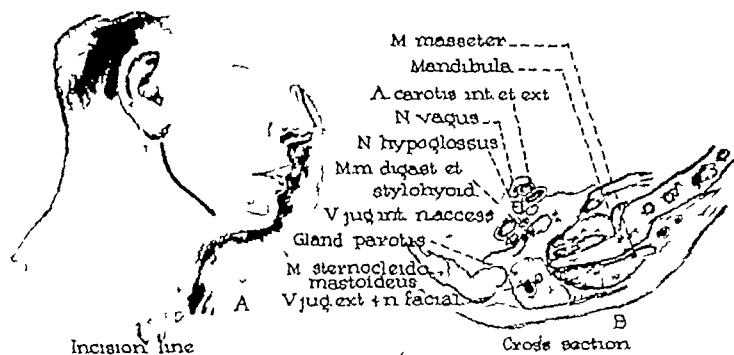 M masseter
Mandibula
A. carotis int. et ext
N vagus
N hypoglossus
Mm digast et
stylohyoid.
V jug int. n. access
Gland parotis
M sternocleido
mastoideus
V jug ext + n facial.
A
B
Incision line
Cross section